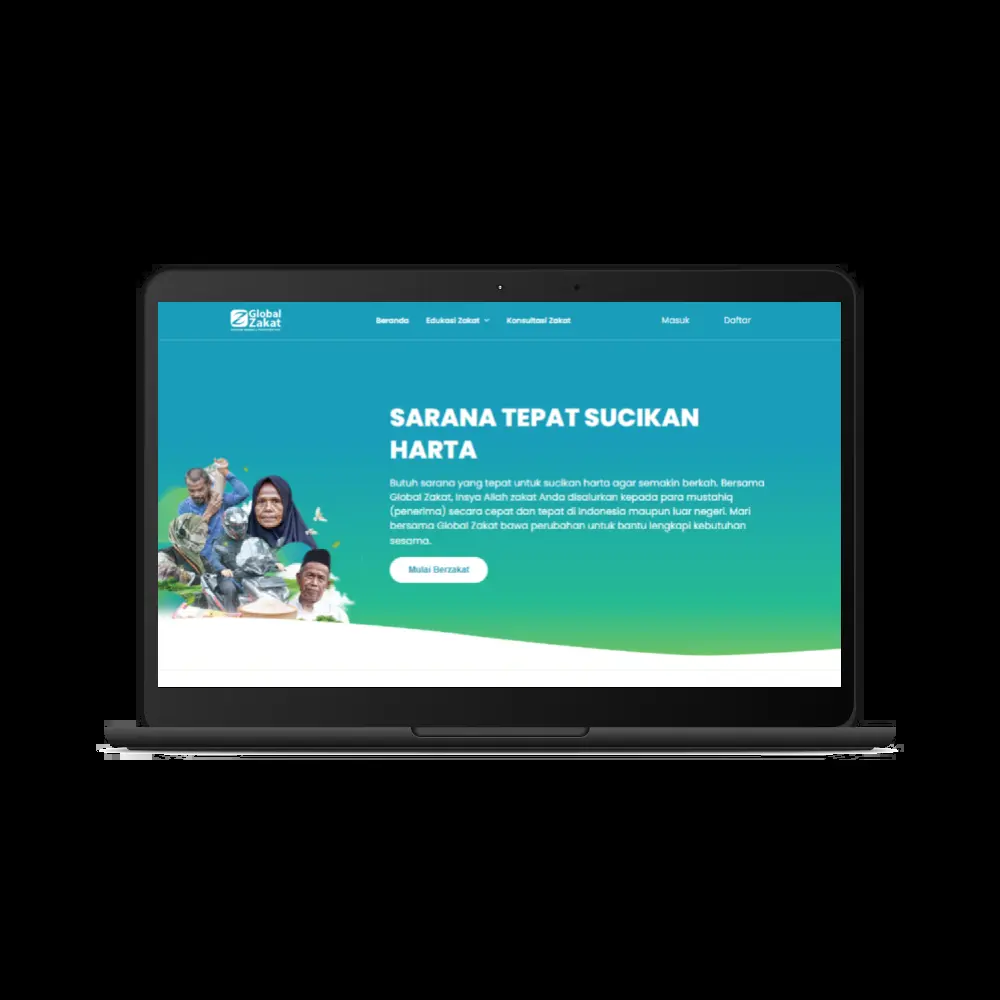 Global
Zakat
Beranda
Edukasi Zakat
Konsultasi Zakat
Masuk
Daftar
SARANA TEPAT SUCIKAN
HARTA
Butuh sarana yang tepat untuk sucikan harta agar semakin berkah. Bersama
Global Zakat, Insya Allah zakat Anda disalurkan kepada para mustahiq
(penerima) secara cepat dan tepat di Indonesia maupun luar negeri. Mari
bersama Global Zakat bawa perubahan untuk bantu lengkapi kebutuhan
sesama.
Mulai Berzakat